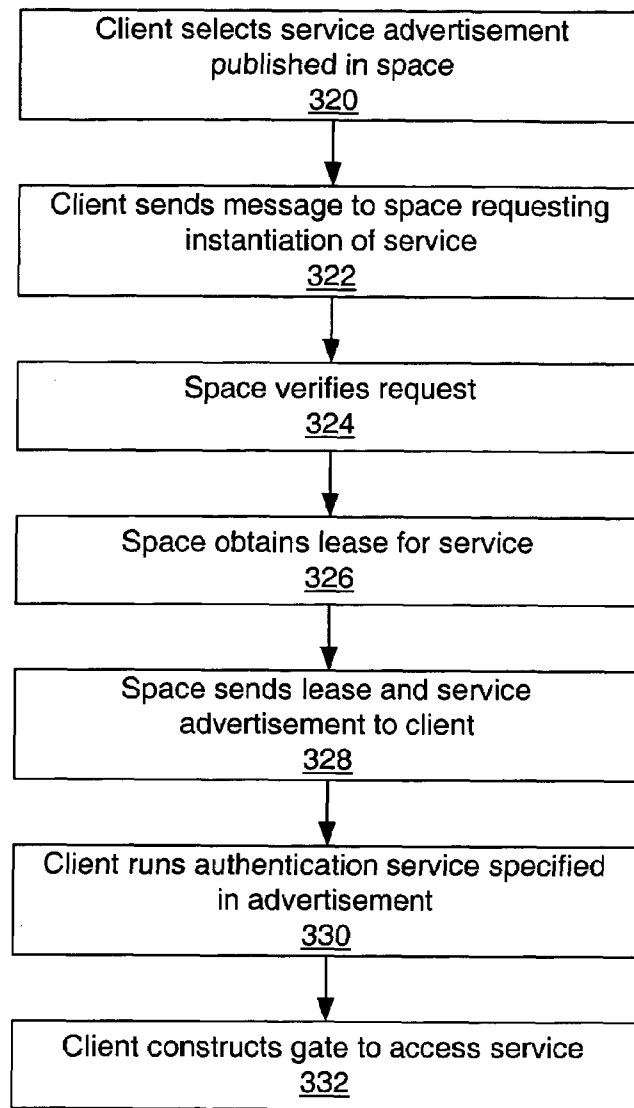 Client selects service advertisement
published in space
320
Client sends message to space requesting
instantiation of service
322
Space verifies request
324
Space obtains lease for service
326
Space sends lease and service
advertisement to client
328
Client runs authentication service specified
in advertisement
330
Client constructs gate to access service
332